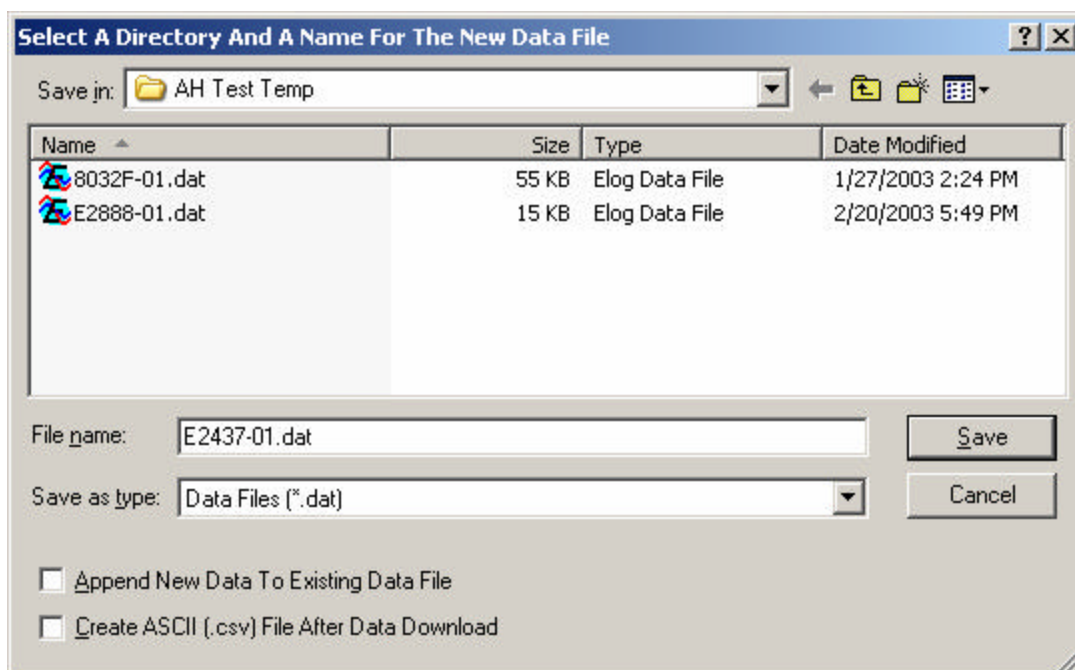 Select A Directory And A Name For The New Data File
Save in: AH Test Temp
Name Size Type Date Modified
8032F-01.dat 55 KB Elog Data File 1/27/2003 2:24 PM
E2888-01.dat 15 KB Elog Data File 2/20/2003 5:49 PM
File name: E2437-01.dat Save
Save as type: Data Files (*.dat) Cancel
Append New Data To Existing Data File
Create ASCII (.csv) File After Data Download